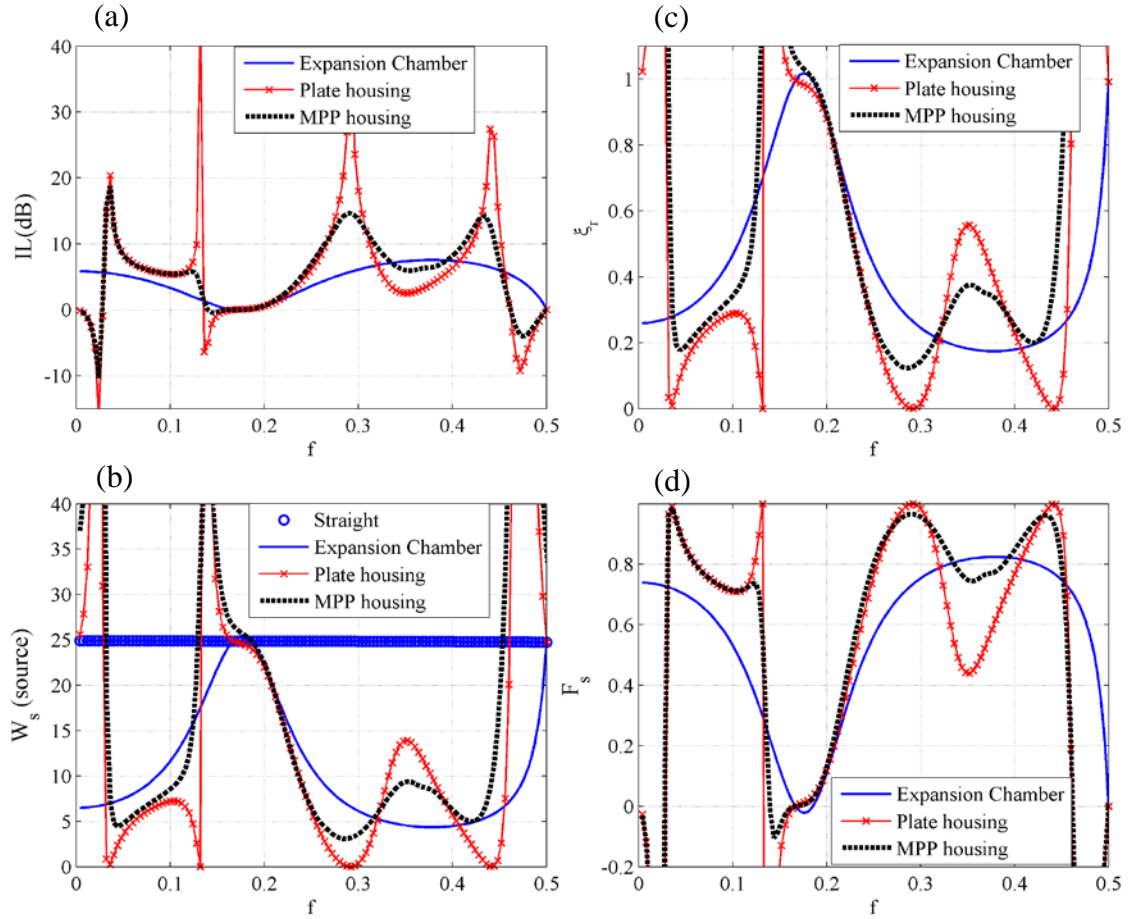 (a)
40
30
20
10
0
-10
IL(dB)
0 0.1 0.2 0.3 0.4 0.5
f
Expansion Chamber
Plate housing
MPP housing
(c)
1
0.8
0.6
0.4
0.2
0
ξr
0 0.1 0.2 0.3 0.4 0.5
f
Expansion Chamber
Plate housing
MPP housing
(b)
40
35
30
25
20
15
10
5
0
Ws (source)
0 0.1 0.2 0.3 0.4 0.5
f
Straight
Expansion Chamber
Plate housing
MPP housing
(d)
0.8
0.6
0.4
0.2
0
-0.2
Fs
0 0.1 0.2 0.3 0.4 0.5
f
Expansion Chamber
Plate housing
MPP housing